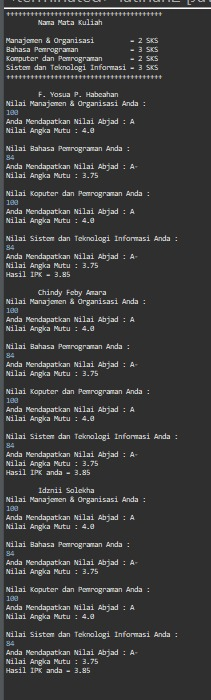 ++++++++++++++++++++++++++++++++++++++
Nama Mata Kuliah
Manajemen & Organisasi = 2 SKS
Bahasa Pemrograman = 3 SKS
Komputer dan Pemrograman = 2 SKS
Sistem dan Teknologi Informasi = 3 SKS
++++++++++++++++++++++++++++++++++++++
F. Yosua P. Habeahan
Nilai Manajemen & Organisasi Anda :
100
Anda Mendapatkan Nilai Abjad : A
Nilai Angka Mutu : 4.0
Nilai Bahasa Pemrograman Anda :
84
Anda Mendapatkan Nilai Abjad : A-
Nilai Angka Mutu : 3.75
Nilai Koputer dan Pemrograman Anda :
100
Anda Mendapatkan Nilai Abjad : A
Nilai Angka Mutu : 4.0
Nilai Sistem dan Teknologi Informasi Anda :
84
Anda Mendapatkan Nilai Abjad : A-
Nilai Angka Mutu : 3.75
Hasil IPK = 3.85
Chindy Feby Amara
Nilai Manajemen & Organisasi Anda :
100
Anda Mendapatkan Nilai Abjad : A
Nilai Angka Mutu : 4.0
Nilai Bahasa Pemrograman Anda :
84
Anda Mendapatkan Nilai Abjad : A-
Nilai Angka Mutu : 3.75
Nilai Koputer dan Pemrograman Anda :
100
Anda Mendapatkan Nilai Abjad : A
Nilai Angka Mutu : 4.0
Nilai Sistem dan Teknologi Informasi Anda :
84
Anda Mendapatkan Nilai Abjad : A-
Nilai Angka Mutu : 3.75
Hasil IPK anda = 3.85
Idznii Solekha
Nilai Manajemen & Organisasi Anda :
100
Anda Mendapatkan Nilai Abjad : A
Nilai Angka Mutu : 4.0
Nilai Bahasa Pemrograman Anda :
84
Anda Mendapatkan Nilai Abjad : A-
Nilai Angka Mutu : 3.75
Nilai Koputer dan Pemrograman Anda :
100
Anda Mendapatkan Nilai Abjad : A
Nilai Angka Mutu : 4.0
Nilai Sistem dan Teknologi Informasi Anda :
84
Anda Mendapatkan Nilai Abjad : A-
Nilai Angka Mutu : 3.75
Hasil IPK anda = 3.85